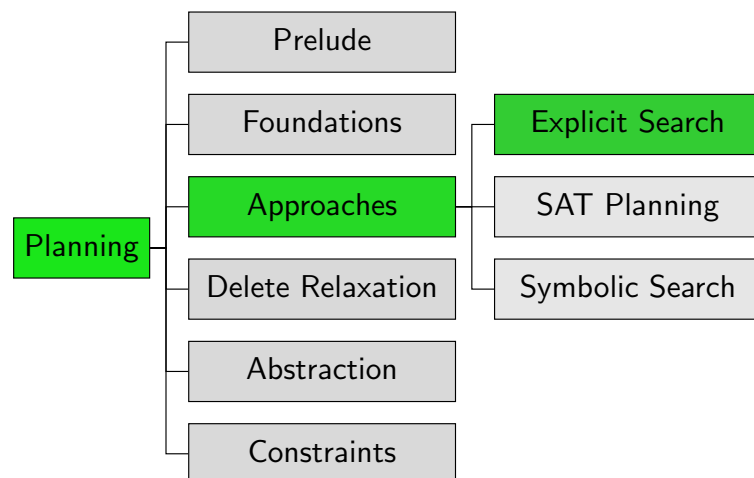 Planning
Prelude
Foundations
Approaches
Delete Relaxation
Abstraction
Constraints
Explicit Search
SAT Planning
Symbolic Search